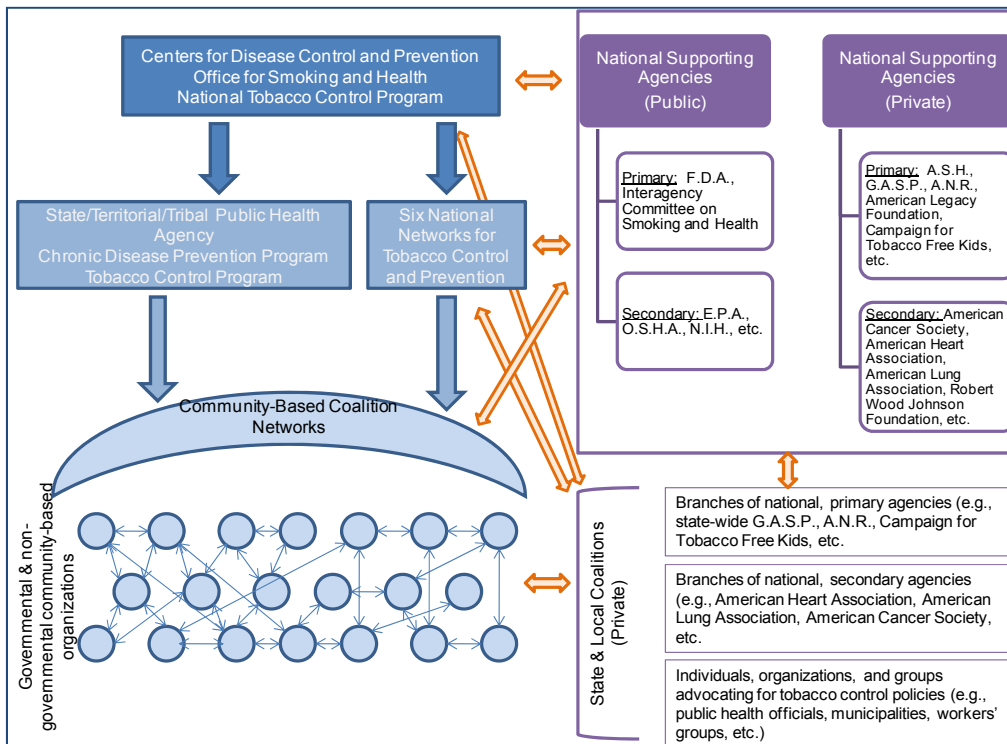 Centers for Disease Control and Prevention
Office for Smoking and Health
National Tobacco Control Program
National Supporting
Agencies
(Public)
National Supporting
Agencies
(Private)
Primary: F.D.A.,
Interagency
Committee on
Smoking and Health
Primary: A.S.H.,
G.A.S.P., A.N.R.,
American Legacy
Foundation,
Campaign for
Tobacco Free Kids,
etc.
State/Territorial/Tribal Public Health
Agency
Chronic Disease Prevention Program
Tobacco Control Program
Six National
Networks for
Tobacco Control
and Prevention
Secondary: E.P.A.,
O.S.H.A., N.I.H., etc.
Secondary: American
Cancer Society,
American Heart
Association,
American Lung
Association, Robert
Wood Johnson
Foundation, etc.
Community-Based Coalition
Networks
Governmental & non-
governmental community-based
organizations
State & Local Coalitions
(Private)
Branches of national, primary agencies (e.g.,
state-wide G.A.S.P., A.N.R., Campaign for
Tobacco Free Kids, etc.
Branches of national, secondary agencies
(e.g., American Heart Association, American
Lung Association, American Cancer Society,
etc.
Individuals, organizations, and groups
advocating for tobacco control policies (e.g.,
public health officials, municipalities, workers'
groups, etc.)